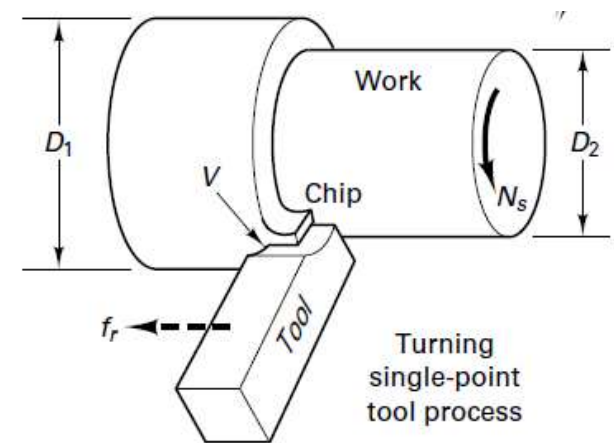 Work
D1
D2
V
Chip
Ns
fr
Tool
Turning
single-point
tool process